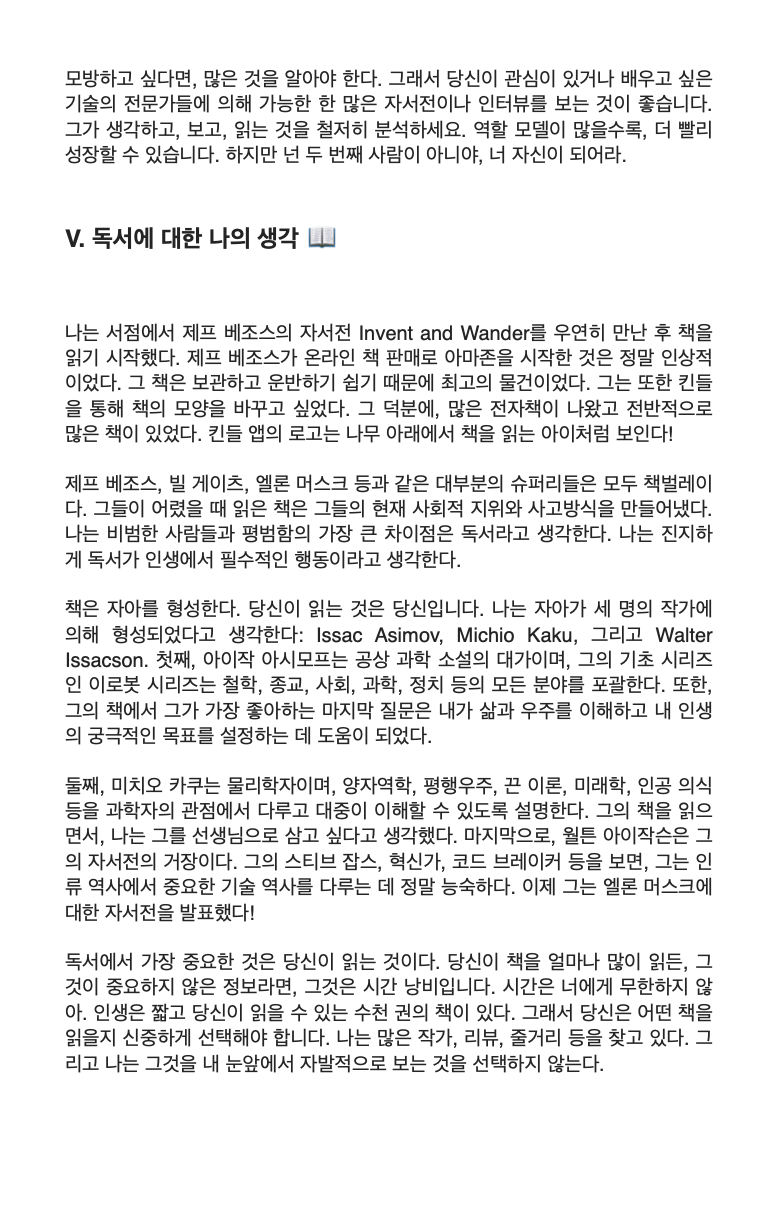 모방하고 싶다면, 많은 것을 알아야 한다. 그래서 당신이 관심이 있거나 배우고 싶은
기술의 전문가들에 의해 가능한 한 많은 자서전이나 인터뷰를 보는 것이 좋습니다.
그가 생각하고, 보고, 읽는 것을 철저히 분석하세요. 역할 모델이 많을수록, 더 빨리
성장할 수 있습니다. 하지만 넌 두 번째 사람이 아니야, 너 자신이 되어라.
V. 독서에 대한 나의 생각 📖
나는 서점에서 제프 베조스의 자서전 Invent and Wander를 우연히 만난 후 책을
읽기 시작했다. 제프 베조스가 온라인 책 판매로 아마존을 시작한 것은 정말 인상적
이었다. 그 책은 보관하고 운반하기 쉽기 때문에 최고의 물건이었다. 그는 또한 킨들
을 통해 책의 모양을 바꾸고 싶었다. 그 덕분에, 많은 전자책이 나왔고 전반적으로
많은 책이 있었다. 킨들 앱의 로고는 나무 아래에서 책을 읽는 아이처럼 보인다!
제프 베조스, 빌 게이츠, 엘론 머스크 등과 같은 대부분의 슈퍼리들은 모두 책벌레이
다. 그들이 어렸을 때 읽은 책은 그들의 현재 사회적 지위와 사고방식을 만들어냈다.
나는 비범한 사람들과 평범함의 가장 큰 차이점은 독서라고 생각한다. 나는 진지하
게 독서가 인생에서 필수적인 행동이라고 생각한다.
책은 자아를 형성한다. 당신이 읽는 것은 당신입니다. 나는 자아가 세 명의 작가에
의해 형성되었다고 생각한다: Issac Asimov, Michio Kaku, 그리고 Walter
Issacson. 첫째, 아이작 아시모프는 공상 과학 소설의 대가이며, 그의 기초 시리즈
인 이로봇 시리즈는 철학, 종교, 사회, 과학, 정치 등의 모든 분야를 포괄한다. 또한,
그의 책에서 그가 가장 좋아하는 마지막 질문은 내가 삶과 우주를 이해하고 내 인생
의 궁극적인 목표를 설정하는 데 도움이 되었다.
둘째, 미치오 카쿠는 물리학자이며, 양자역학, 평행우주, 끈 이론, 미래학, 인공 의식
등을 과학자의 관점에서 다루고 대중이 이해할 수 있도록 설명한다. 그의 책을 읽으
면서, 나는 그를 선생님으로 삼고 싶다고 생각했다. 마지막으로, 월튼 아이작슨은 그
의 자서전의 거장이다. 그의 스티브 잡스, 혁신가, 코드 브레이커 등을 보면, 그는 인
류 역사에서 중요한 기술 역사를 다루는 데 정말 능숙하다. 이제 그는 엘론 머스크에
대한 자서전을 발표했다!
독서에서 가장 중요한 것은 당신이 읽는 것이다. 당신이 책을 얼마나 많이 읽든, 그
것이 중요하지 않은 정보라면, 그것은 시간 낭비입니다. 시간은 너에게 무한하지 않
아. 인생은 짧고 당신이 읽을 수 있는 수천 권의 책이 있다. 그래서 당신은 어떤 책을
읽을지 신중하게 선택해야 합니다. 나는 많은 작가, 리뷰, 줄거리 등을 찾고 있다. 그
리고 나는 그것을 내 눈앞에서 자발적으로 보는 것을 선택하지 않는다.